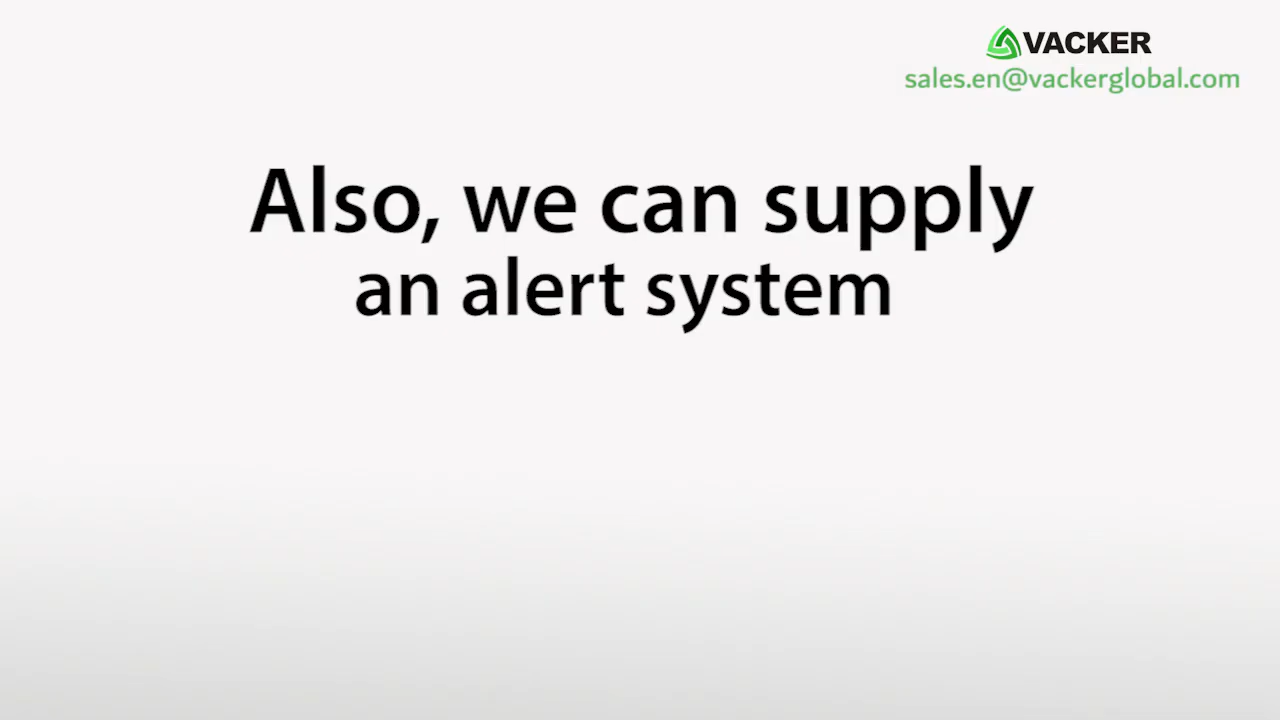 VACKER
sales.en@vackerglobal.com
Also, we can supply
an alert system